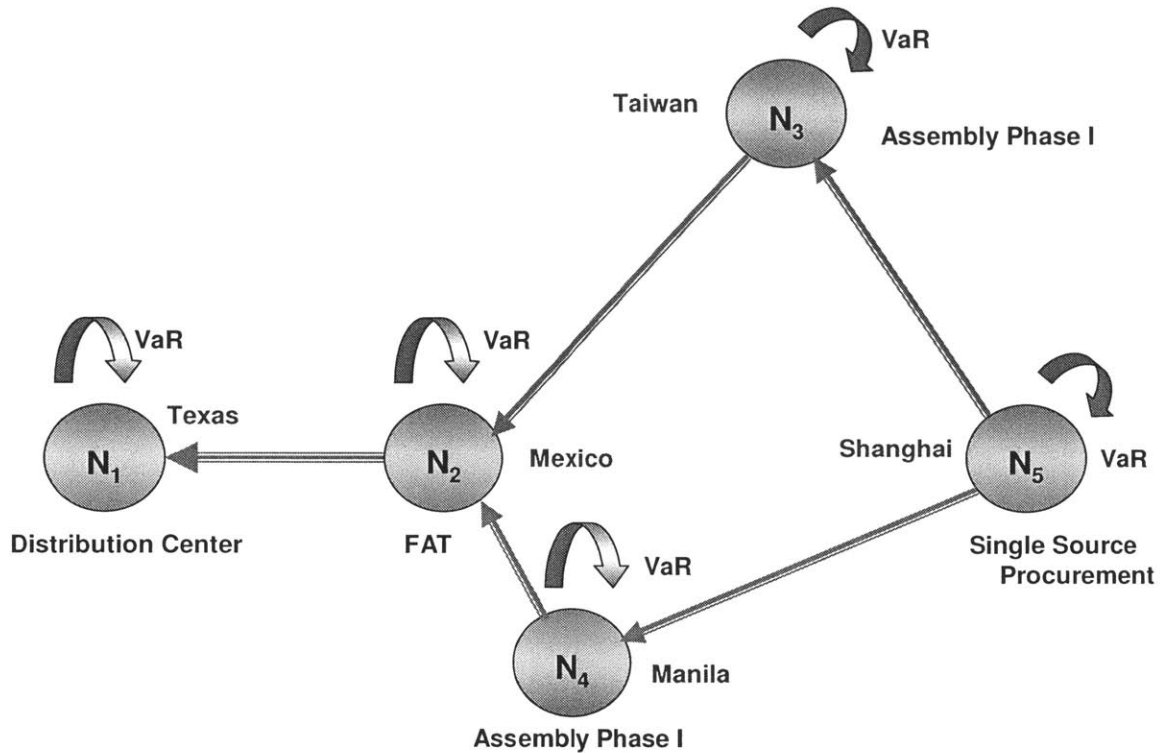 VaR
Taiwan
N3
Assembly Phase I
VaR
VaR
Texas
N1
N2
Mexico
Shanghai
N5
VaR
Distribution Center
FAT
VaR
Single Source
Procurement
N4
Manila
Assembly Phase I